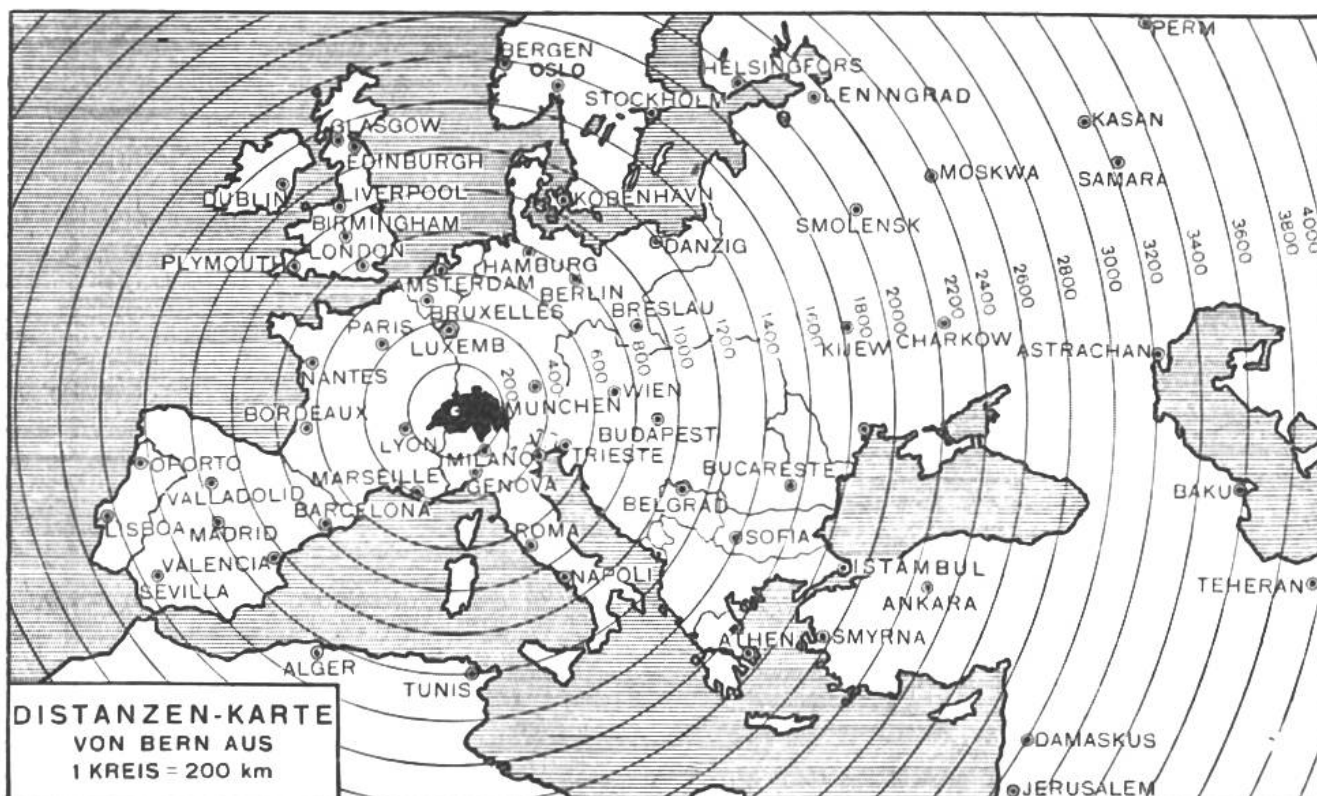 PERM
BERGEN
OSLO
HELSINGFORS
STOCKHOLM
LENINGRAD
KASAN
GLASGOW
EDINBURGH
MOSKWA
SAMARA
DUBLIN
LIVERPOOL
KOBENHAVN
SMOLENSK
BIRMINGHAM
DANZIG
PLYMOUTH
LONDON
HAMBURG
AMSTERDAM
BERLIN
BRUXELLES
BRESLAU
PARIS
LUXEMB
KIJEW
CHARKOW
ASTRACHAN
200
400
600
800
1000
1200
1400
1600
1800
2000
2200
2400
2600
2800
3000
3200
3400
3600
3800
4000
NANTES
WIEN
BORDEAUX
MUNCHEN
BUDAPEST
LYON
MILANO
TRIESTE
OPORTO
VALLADOLID
MARSEILLE
GENOVA
BUCARESTE
BELGRAD
BAKU
LISBOA
MADRID
BARCELONA
ROMA
SOFIA
VALENCIA
NAPOLI
ISTAMBUL
SEVILLA
ANKARA
TEHERAN
ATHEN
SMYRNA
ALGER
TUNIS
DAMASKUS
JERUSALEM
DISTANZEN-KARTE
VON BERN AUS
1 KREIS = 200 km